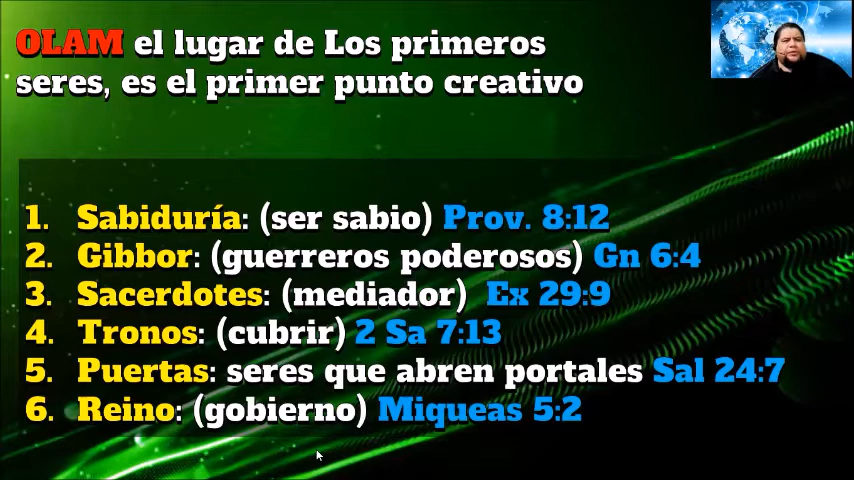 OLAM el lugar de Los primeros
seres, es el primer punto creativo
1. Sabiduría: (ser sabio) Prov. 8:12
2. Gibbor: (guerreros poderosos) Gn 6:4
3. Sacerdotes: (mediador) Ex 29:9
4. Tronos: (cubrir) 2 Sa 7:13
5. Puertas: seres que abren portales Sal 24:7
6. Reino: (gobierno) Miqueas 5:2